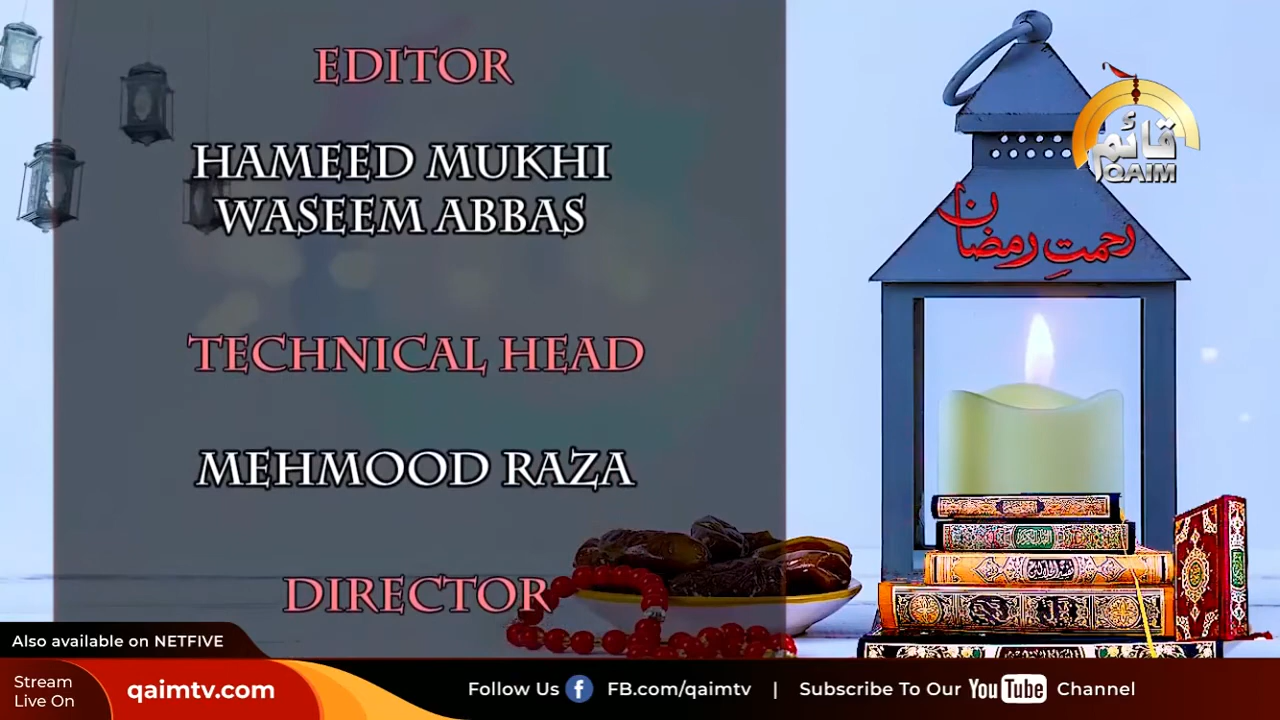 EDITOR
HAMEED MUKHI
WASEEM ABBAS
TECHNICAL HEAD
MEHMOOD RAZA
DIRECTOR
قائم
QAIM
رحمتِ رمضان
Also available on NETFIVE
Stream
Live On
qaimtv.com
Follow Us f FB.com/qaimtv | Subscribe To Our YouTube Channel